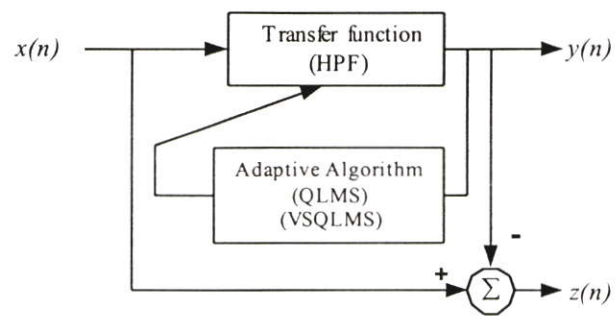 Transfer function
(HPF)
x(n)
y(n)
Adaptive Algorithm
(QLMS)
(VSQLMS)
-
+
Σ
z(n)